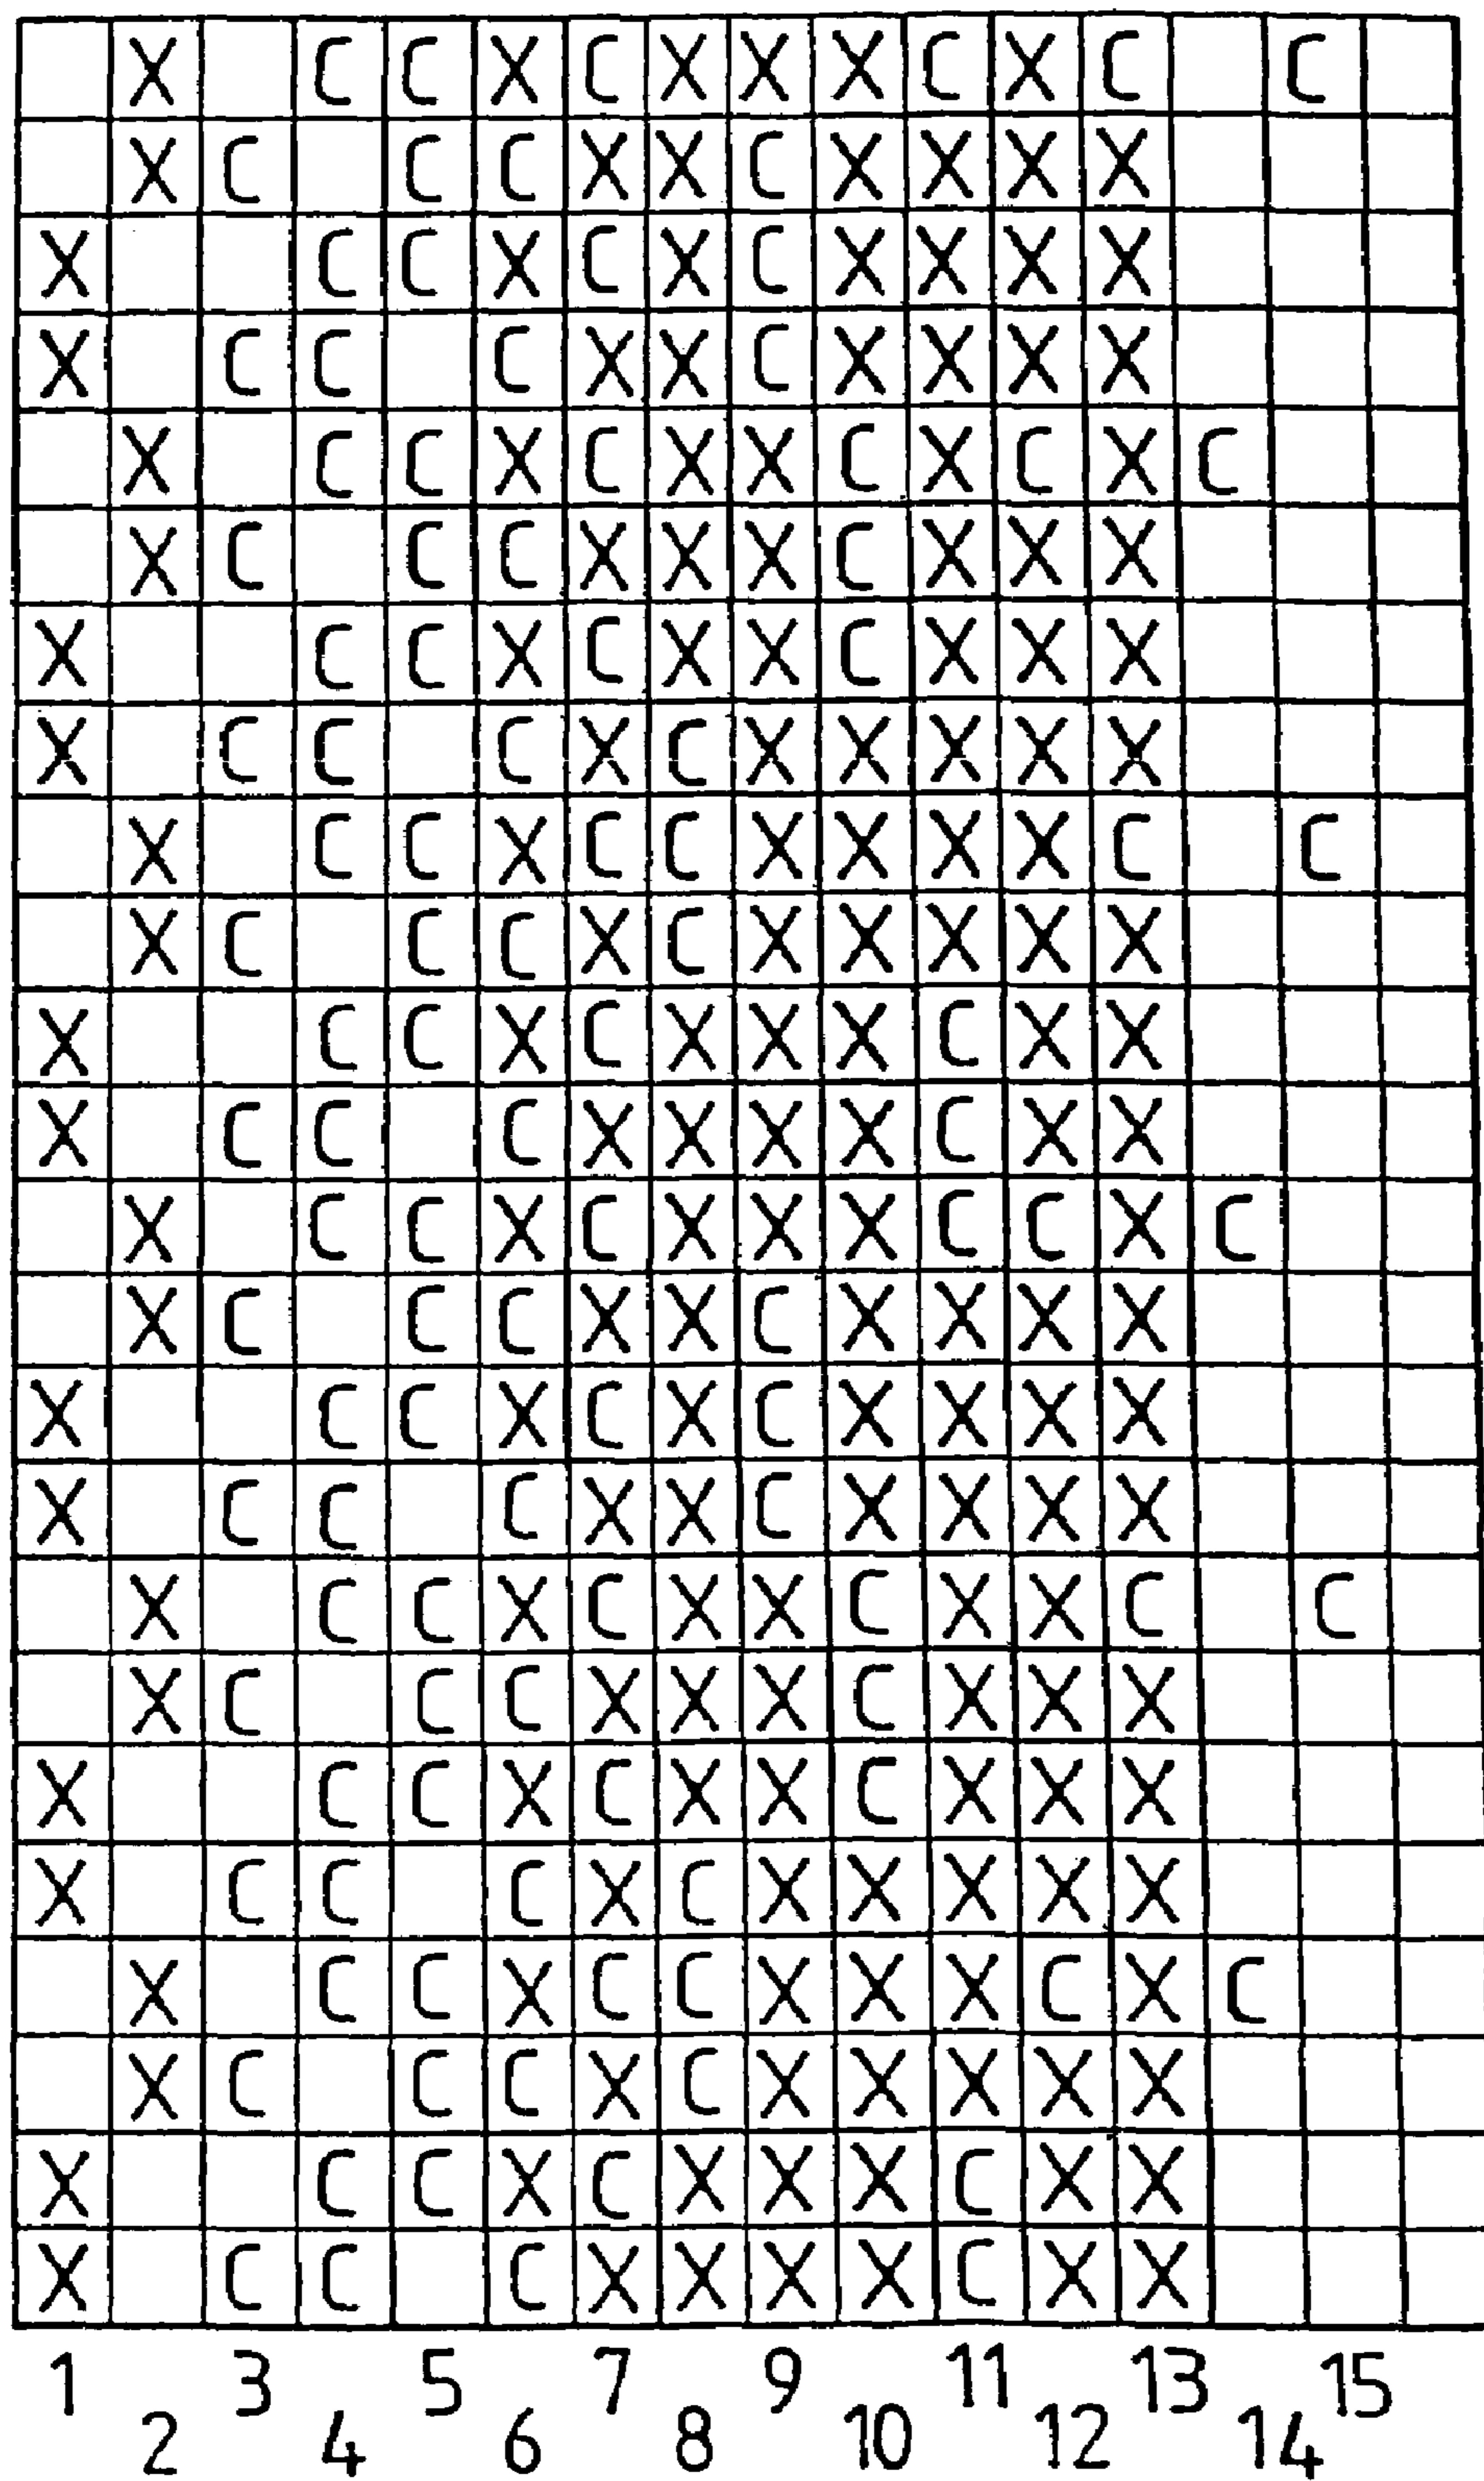 X C C X C X X X C X C C
X C C C X X C X X X X
X C C X C X C X X X X
X C C C X X C X X X X
X C C X C X X C X C X C
X C C C X X X C X X X
X C C X C X X C X X X
X C C C X C X X X X X
X C C X C C X X X X C C
X C C C X C X X X X X
X C C X C X X X C X X
X C C C X X X X C X X
X C C X C X X X C C X C
X C C C X X C X X X X
X C C X C X C X X X X
X C C C X X C X X X X
X C C X C X X C X X C C
X C C C X X X C X X X
X C C X C X X C X X X
X C C C X C X X X X X
X C C X C C X X X C X C
X C C C X C X X X X X
X C C X C X X X C X X
X C C C X X X X C X X
1 3 5 7 9 11 13 15
2 4 6 8 10 12 14